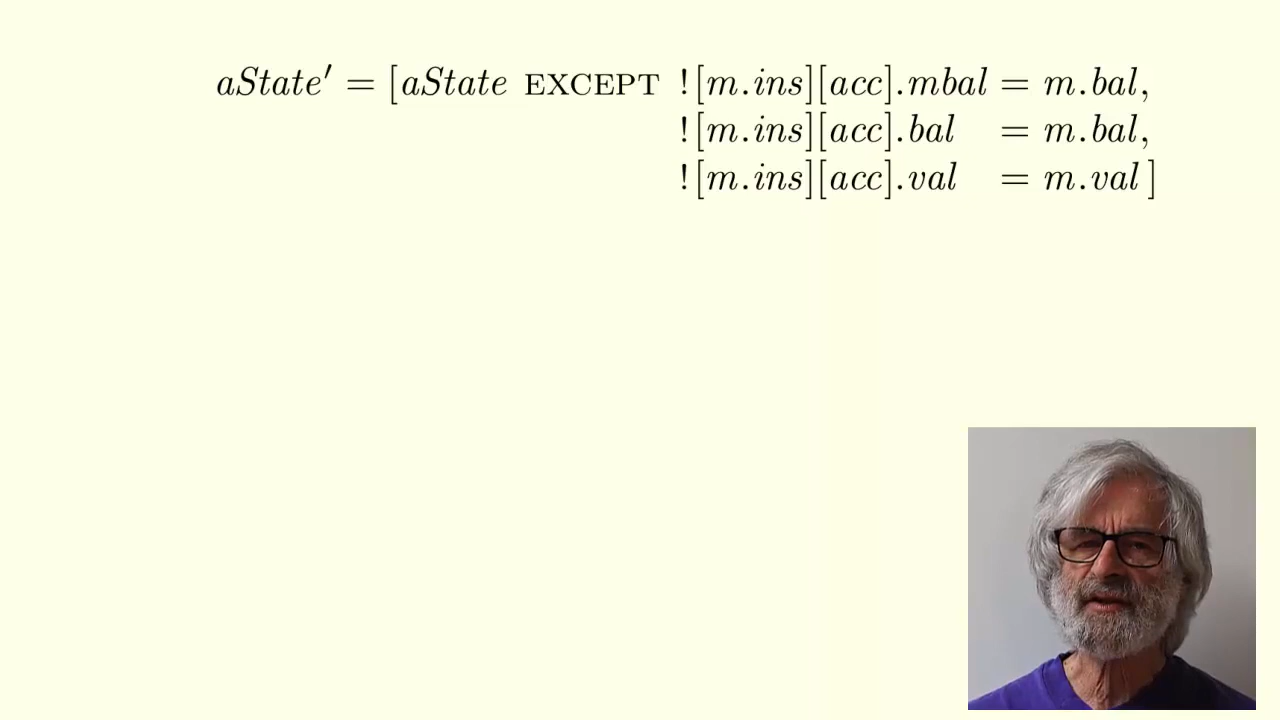 aState′ = [aState EXCEPT ![m.ins][acc].mbal = m.bal,
![m.ins][acc].bal = m.bal,
![m.ins][acc].val = m.val ]